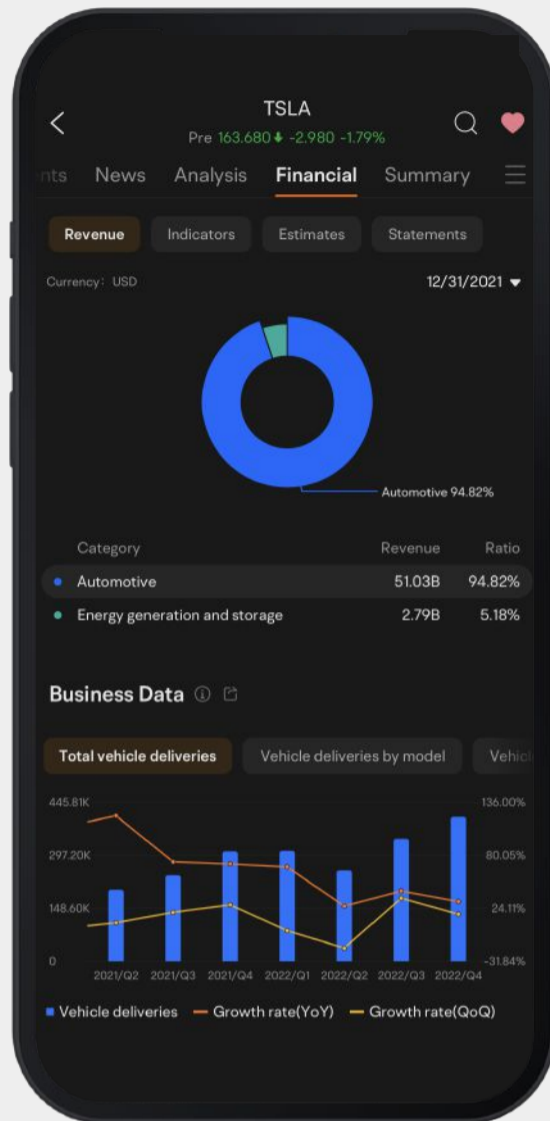 TSLA
Pre 163.680 -2.980 -1.79%
nts News Analysis Financial Summary
Revenue Indicators Estimates Statements
Currency: USD 12/31/2021
Automotive 94.82%
Category Revenue Ratio
Automotive 51.03B 94.82%
Energy generation and storage 2.79B 5.18%
Business Data
Total vehicle deliveries Vehicle deliveries by model Vehicl
445.81K 136.00%
297.20K 80.05%
148.60K 24.11%
0 -31.84%
2021/Q2 2021/Q3 2021/Q4 2022/Q1 2022/Q2 2022/Q3 2022/Q4
Vehicle deliveries Growth rate(YoY) Growth rate(QoQ)